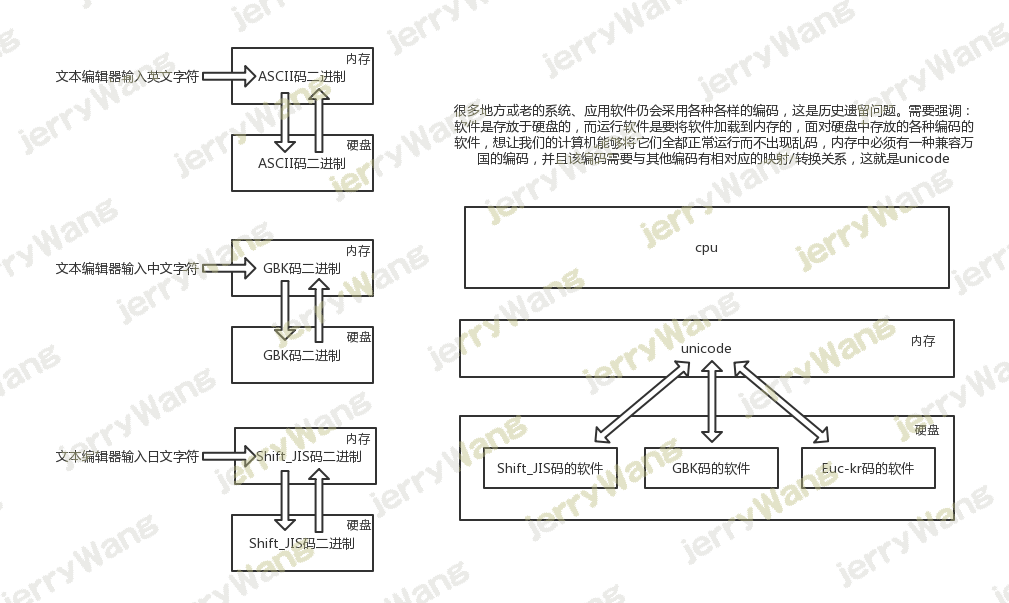 内存
文本编辑器输入英文字符
ASCII码二进制
硬盘
ASCII码二进制
内存
文本编辑器输入中文字符
GBK码二进制
硬盘
GBK码二进制
内存
文本编辑器输入日文字符
Shift_JIS码二进制
硬盘
Shift_JIS码二进制
很多地方或老的系统、应用软件仍会采用各种各样的编码，这是历史遗留问题。需要强调：
软件是存放于硬盘的，而运行软件是要将软件加载到内存的，面对硬盘中存放的各种编码的
软件，想让我们的计算机能够将它们全都正常运行而不出现乱码，内存中必须有一种兼容万
国的编码，并且该编码需要与其他编码有相对应的映射/转换关系，这就是unicode
cpu
内存
unicode
硬盘
Shift_JIS码的软件
GBK码的软件
Euc-kr码的软件
jerryWang